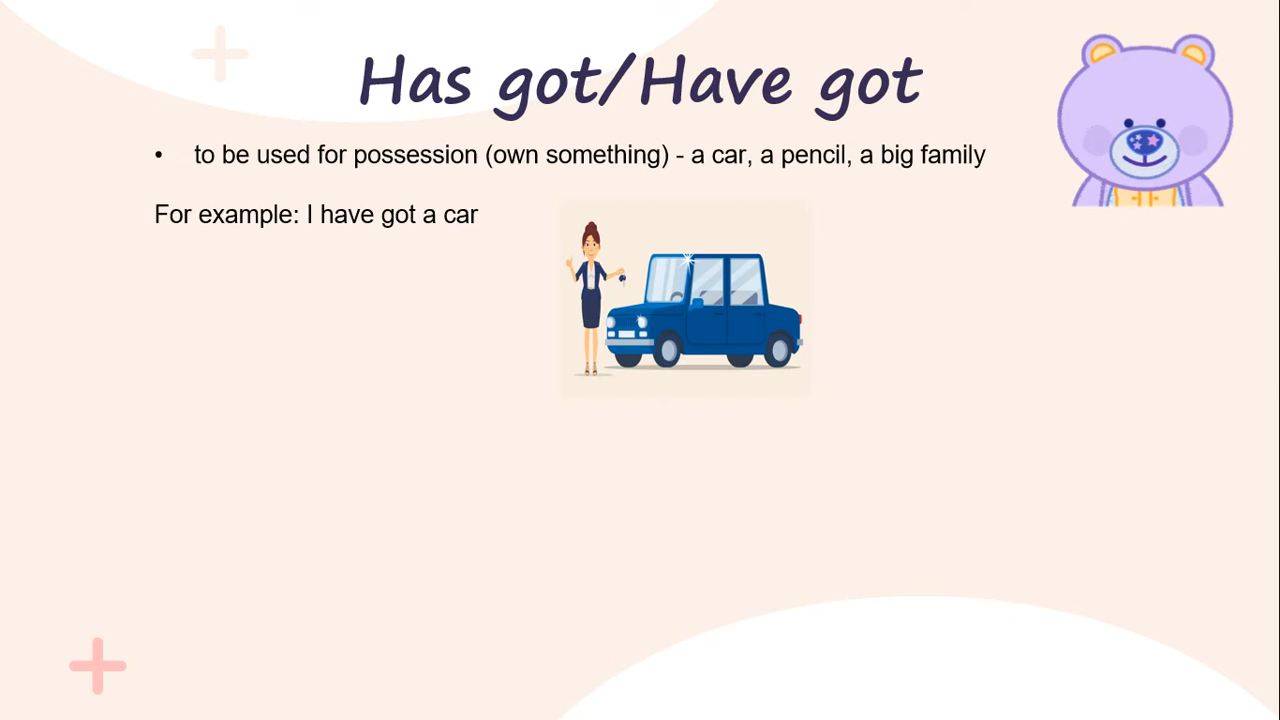 Has got/Have got
• to be used for possession (own something) - a car, a pencil, a big family
For example: I have got a car